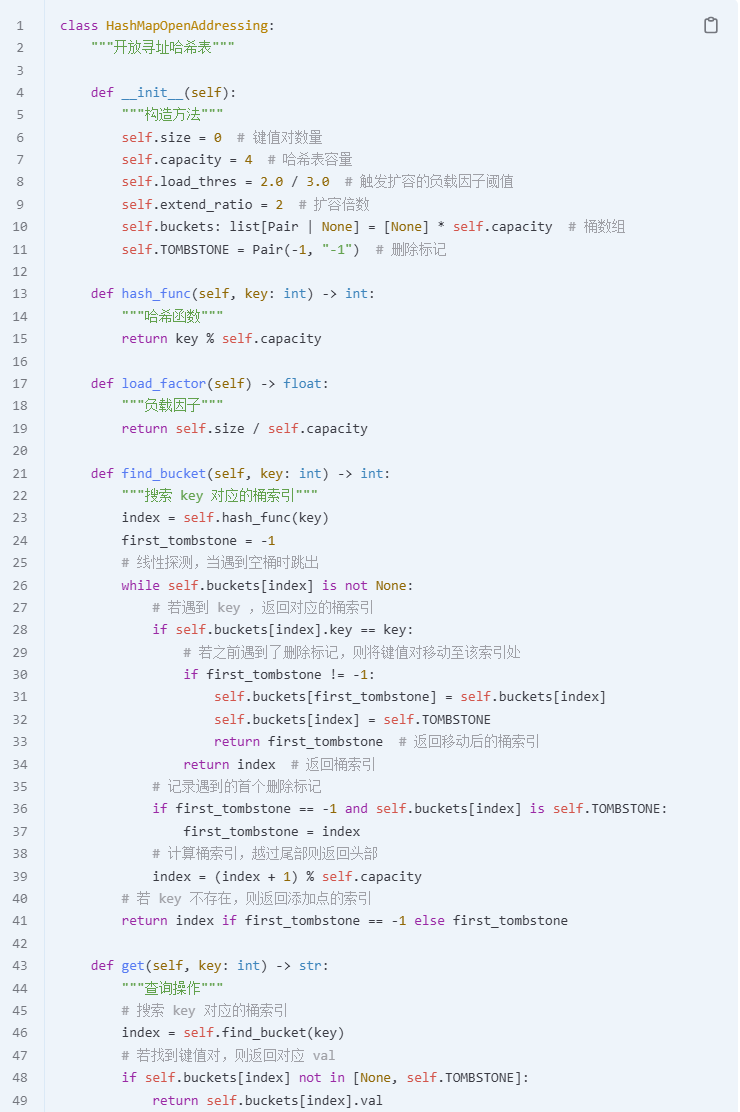 1 class HashMapOpenAddressing:
2     """开放寻址哈希表"""
3
4     def __init__(self):
5         """构造方法"""
6         self.size = 0  # 键值对数量
7         self.capacity = 4  # 哈希表容量
8         self.load_thres = 2.0 / 3.0  # 触发扩容的负载因子阈值
9         self.extend_ratio = 2  # 扩容倍数
10         self.buckets: list[Pair | None] = [None] * self.capacity  # 桶数组
11         self.TOMBSTONE = Pair(-1, "-1")  # 删除标记
12
13     def hash_func(self, key: int) -> int:
14         """哈希函数"""
15         return key % self.capacity
16
17     def load_factor(self) -> float:
18         """负载因子"""
19         return self.size / self.capacity
20
21     def find_bucket(self, key: int) -> int:
22         """搜索 key 对应的桶索引"""
23         index = self.hash_func(key)
24         first_tombstone = -1
25         # 线性探测，当遇到空桶时跳出
26         while self.buckets[index] is not None:
27             # 若遇到 key ，返回对应的桶索引
28             if self.buckets[index].key == key:
29                 # 若之前遇到了删除标记，则将键值对移动至该索引处
30                 if first_tombstone != -1:
31                     self.buckets[first_tombstone] = self.buckets[index]
32                     self.buckets[index] = self.TOMBSTONE
33                     return first_tombstone  # 返回移动后的桶索引
34                 return index  # 返回桶索引
35             # 记录遇到的首个删除标记
36             if first_tombstone == -1 and self.buckets[index] is self.TOMBSTONE:
37                 first_tombstone = index
38             # 计算桶索引，越过尾部则返回头部
39             index = (index + 1) % self.capacity
40         # 若 key 不存在，则返回添加点的索引
41         return index if first_tombstone == -1 else first_tombstone
42
43     def get(self, key: int) -> str:
44         """查询操作"""
45         # 搜索 key 对应的桶索引
46         index = self.find_bucket(key)
47         # 若找到键值对，则返回对应 val
48         if self.buckets[index] not in [None, self.TOMBSTONE]:
49             return self.buckets[index].val